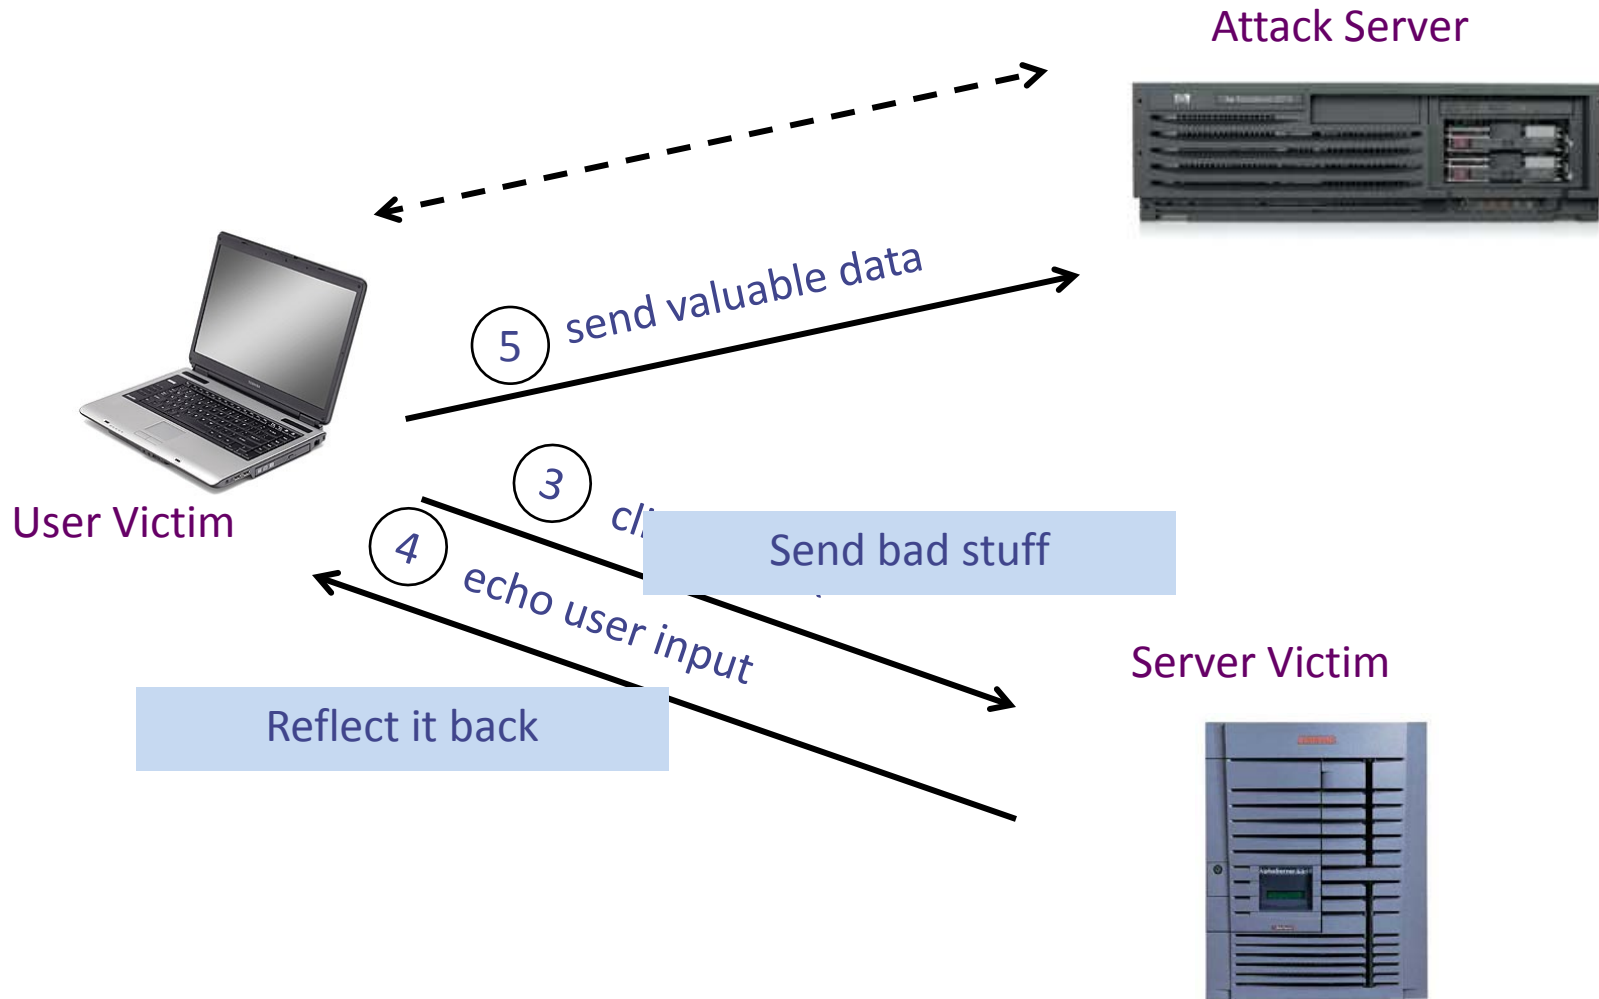 Attack Server
5 send valuable data
User Victim
3
Send bad stuff
4 echo user input
Server Victim
Reflect it back